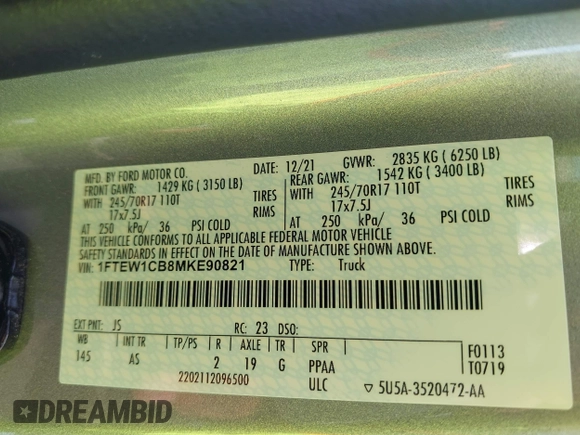 MFD. BY FORD MOTOR CO.
DATE: 12/21 GVWR: 2835 KG ( 6250 LB)
FRONT GAWR: 1429 KG ( 3150 LB) REAR GAWR: 1542 KG ( 3400 LB)
WITH 245/70R17 110T TIRES WITH 245/70R17 110T TIRES
17x7.5J RIMS 17x7.5J RIMS
AT 250 kPa/ 36 PSI COLD AT 250 kPa/ 36 PSI COLD
THIS VEHICLE CONFORMS TO ALL APPLICABLE FEDERAL MOTOR VEHICLE
SAFETY STANDARDS IN EFFECT ON THE DATE OF MANUFACTURE SHOWN ABOVE.
VIN: 1FTEW1CB8MKE90821 TYPE: Truck
EXT PNT: JS RC: 23 DSO:
WB INT TR TP/PS R AXLE TR SPR F0113
145 AS 2 19 G PPAA T0719
2202112096500 ULC ▽ 5U5A-3520472-AA
DREAMBID